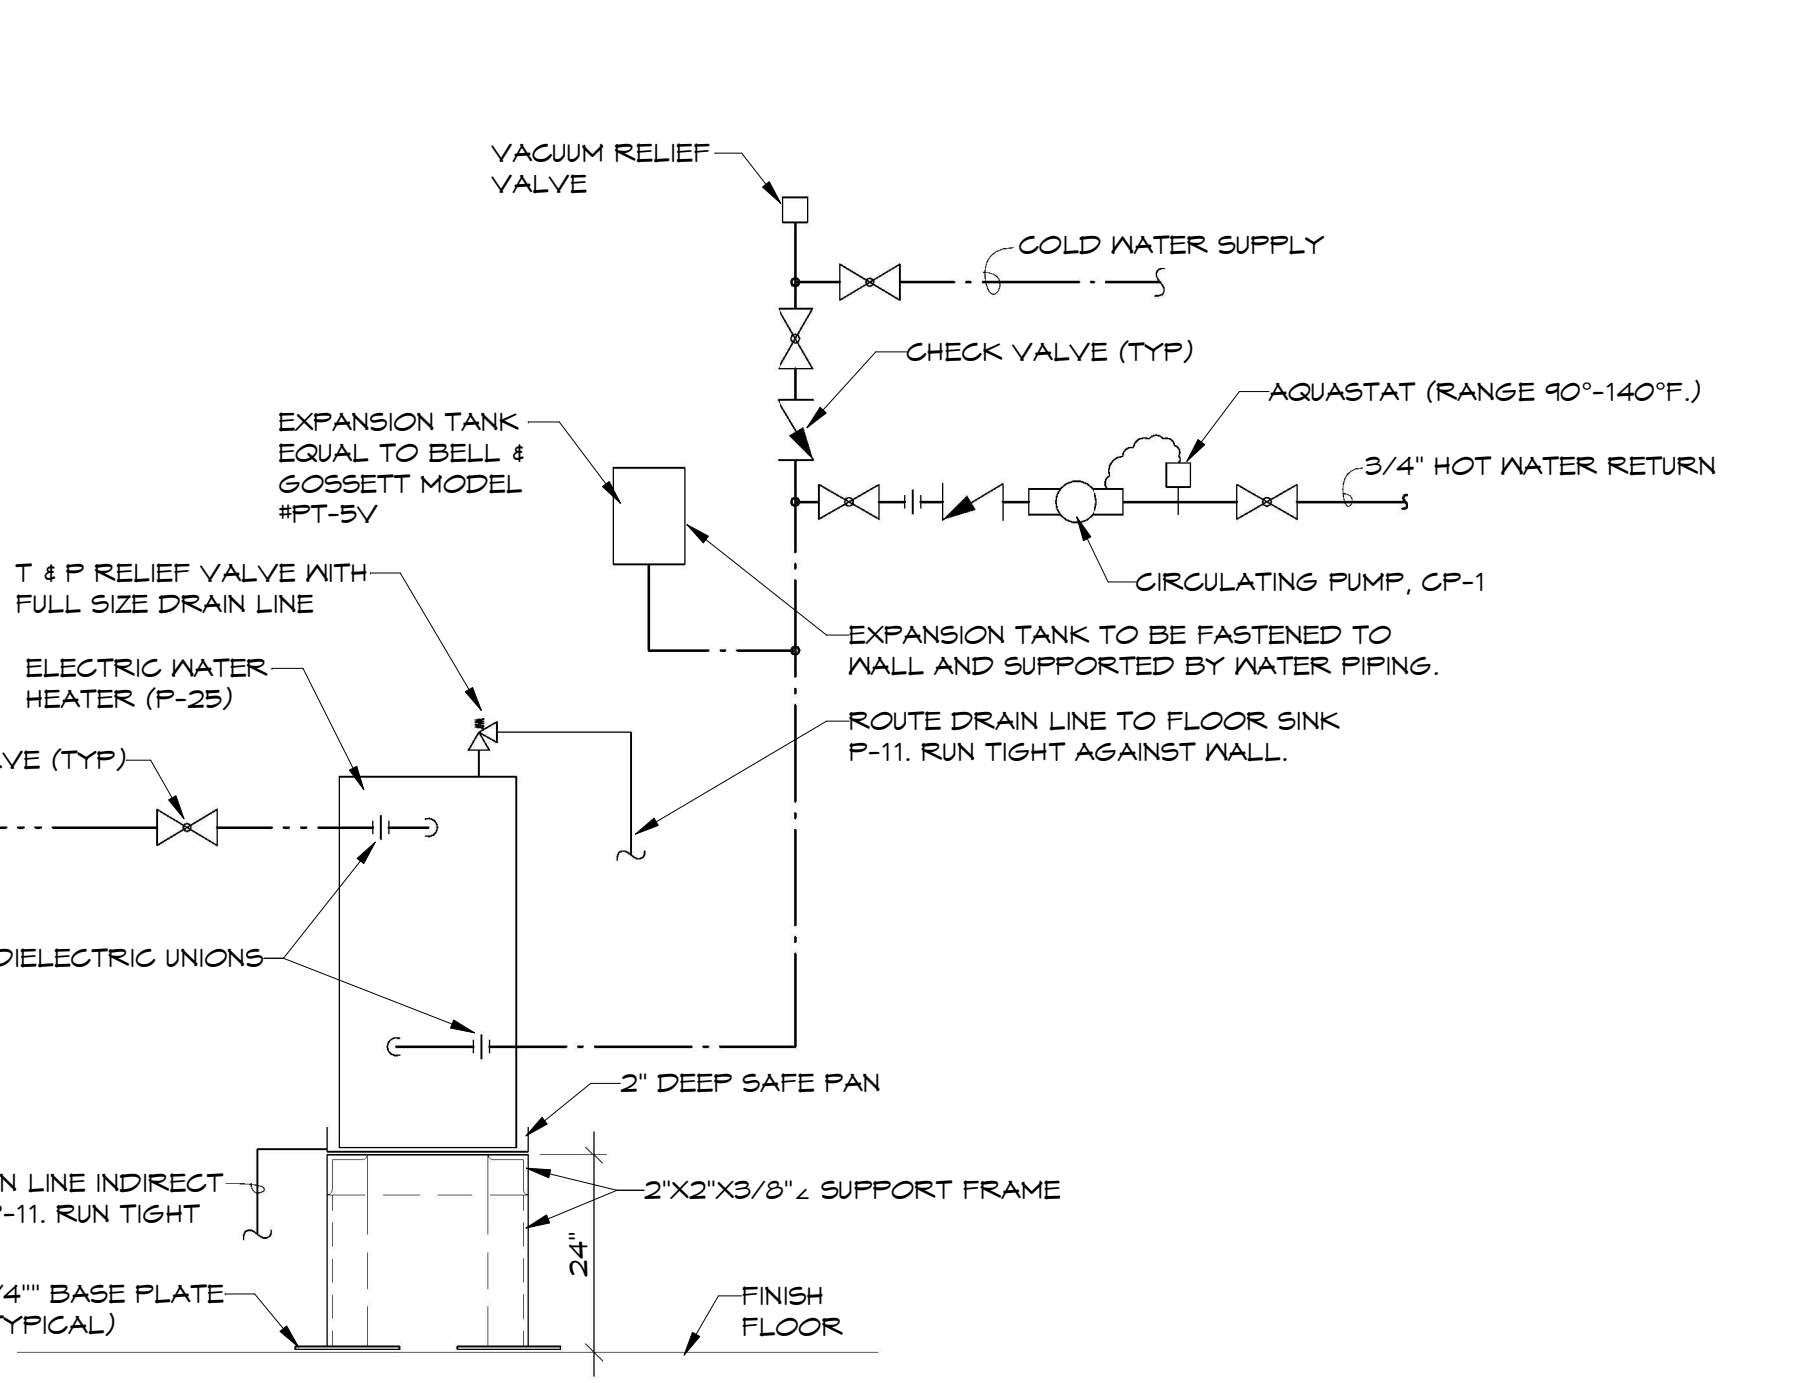 VACUUM RELIEF
VALVE
COLD WATER SUPPLY
CHECK VALVE (TYP)
AQUASTAT (RANGE 90°-140°F.)
EXPANSION TANK
EQUAL TO BELL &
GOSSETT MODEL
#PT-5V
3/4" HOT WATER RETURN
CIRCULATING PUMP, CP-1
T & P RELIEF VALVE WITH
FULL SIZE DRAIN LINE
EXPANSION TANK TO BE FASTENED TO
WALL AND SUPPORTED BY WATER PIPING.
ELECTRIC WATER
HEATER (P-25)
ROUTE DRAIN LINE TO FLOOR SINK
P-11. RUN TIGHT AGAINST WALL.
(TYP)
DIELECTRIC UNIONS
2" DEEP SAFE PAN
LINE INDIRECT
P-11. RUN TIGHT
2"X2"X3/8"∠ SUPPORT FRAME
24"
/4"" BASE PLATE
FINISH
FLOOR